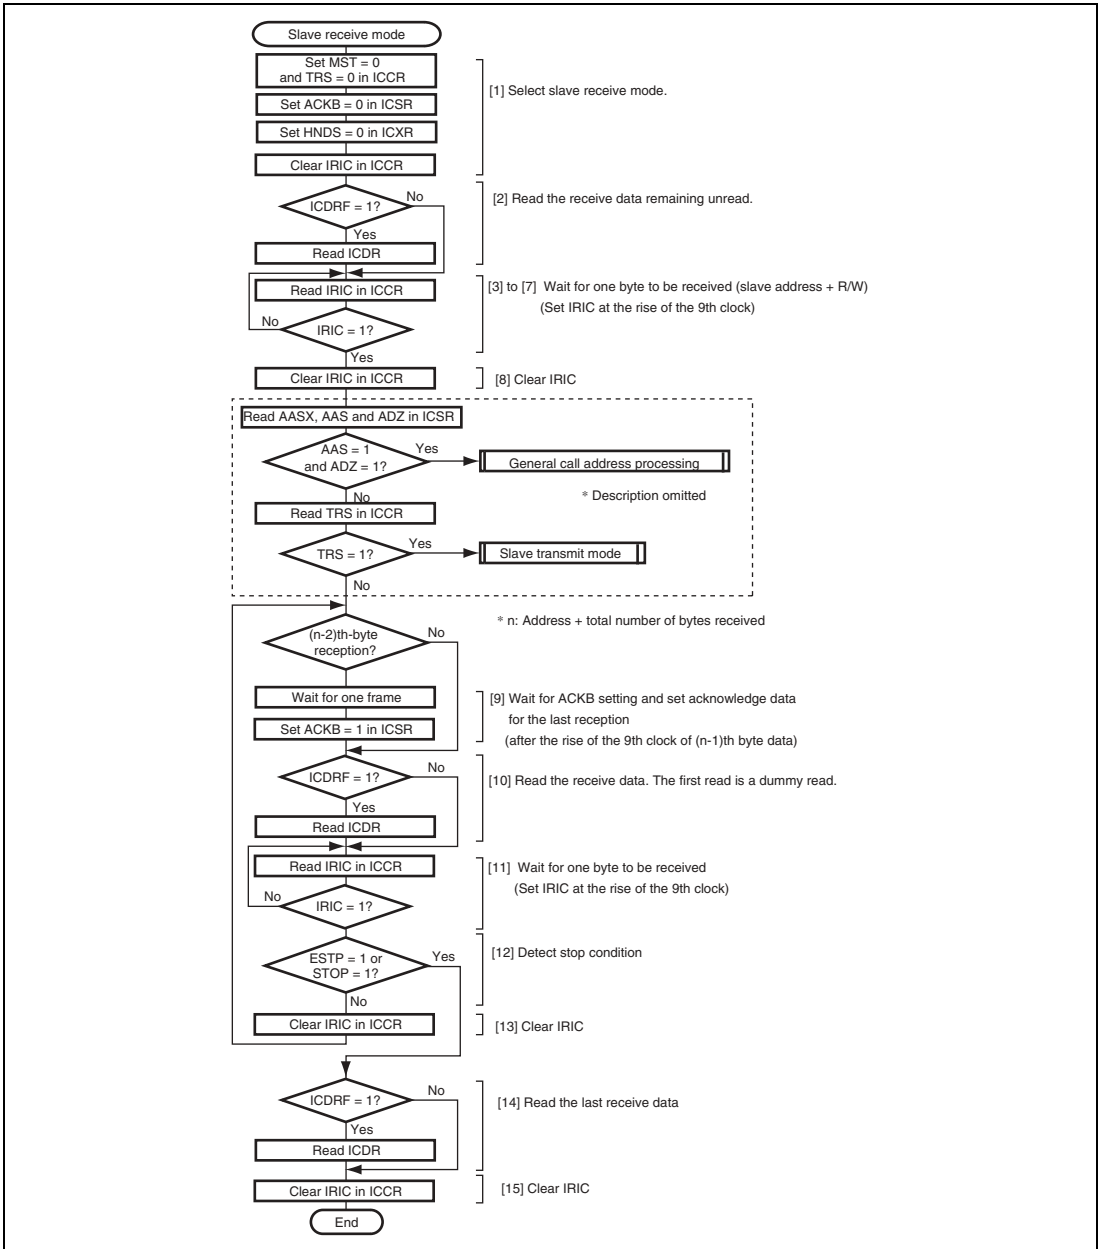 Slave receive mode
Set MST = 0
and TRS = 0 in ICCR
[1] Select slave receive mode.
Set ACKB = 0 in ICSR
Set HNDS = 0 in ICXR
Clear IRIC in ICCR
ICDRF = 1?
No
[2] Read the receive data remaining unread.
Yes
Read ICDR
Read IRIC in ICCR
[3] to [7] Wait for one byte to be received (slave address + R/W)
(Set IRIC at the rise of the 9th clock)
No
IRIC = 1?
Yes
Clear IRIC in ICCR
[8] Clear IRIC
Read AASX, AAS and ADZ in ICSR
AAS = 1
and ADZ = 1?
Yes
General call address processing
* Description omitted
No
Read TRS in ICCR
TRS = 1?
Yes
Slave transmit mode
No
* n: Address + total number of bytes received
(n-2)th-byte
reception?
No
Wait for one frame
[9] Wait for ACKB setting and set acknowledge data
for the last reception
(after the rise of the 9th clock of (n-1)th byte data)
Set ACKB = 1 in ICSR
ICDRF = 1?
No
[10] Read the receive data. The first read is a dummy read.
Yes
Read ICDR
Read IRIC in ICCR
[11] Wait for one byte to be received
(Set IRIC at the rise of the 9th clock)
No
IRIC = 1?
ESTP = 1 or
STOP = 1?
Yes
[12] Detect stop condition
No
Clear IRIC in ICCR
[13] Clear IRIC
ICDRF = 1?
No
[14] Read the last receive data
Yes
Read ICDR
Clear IRIC in ICCR
[15] Clear IRIC
End